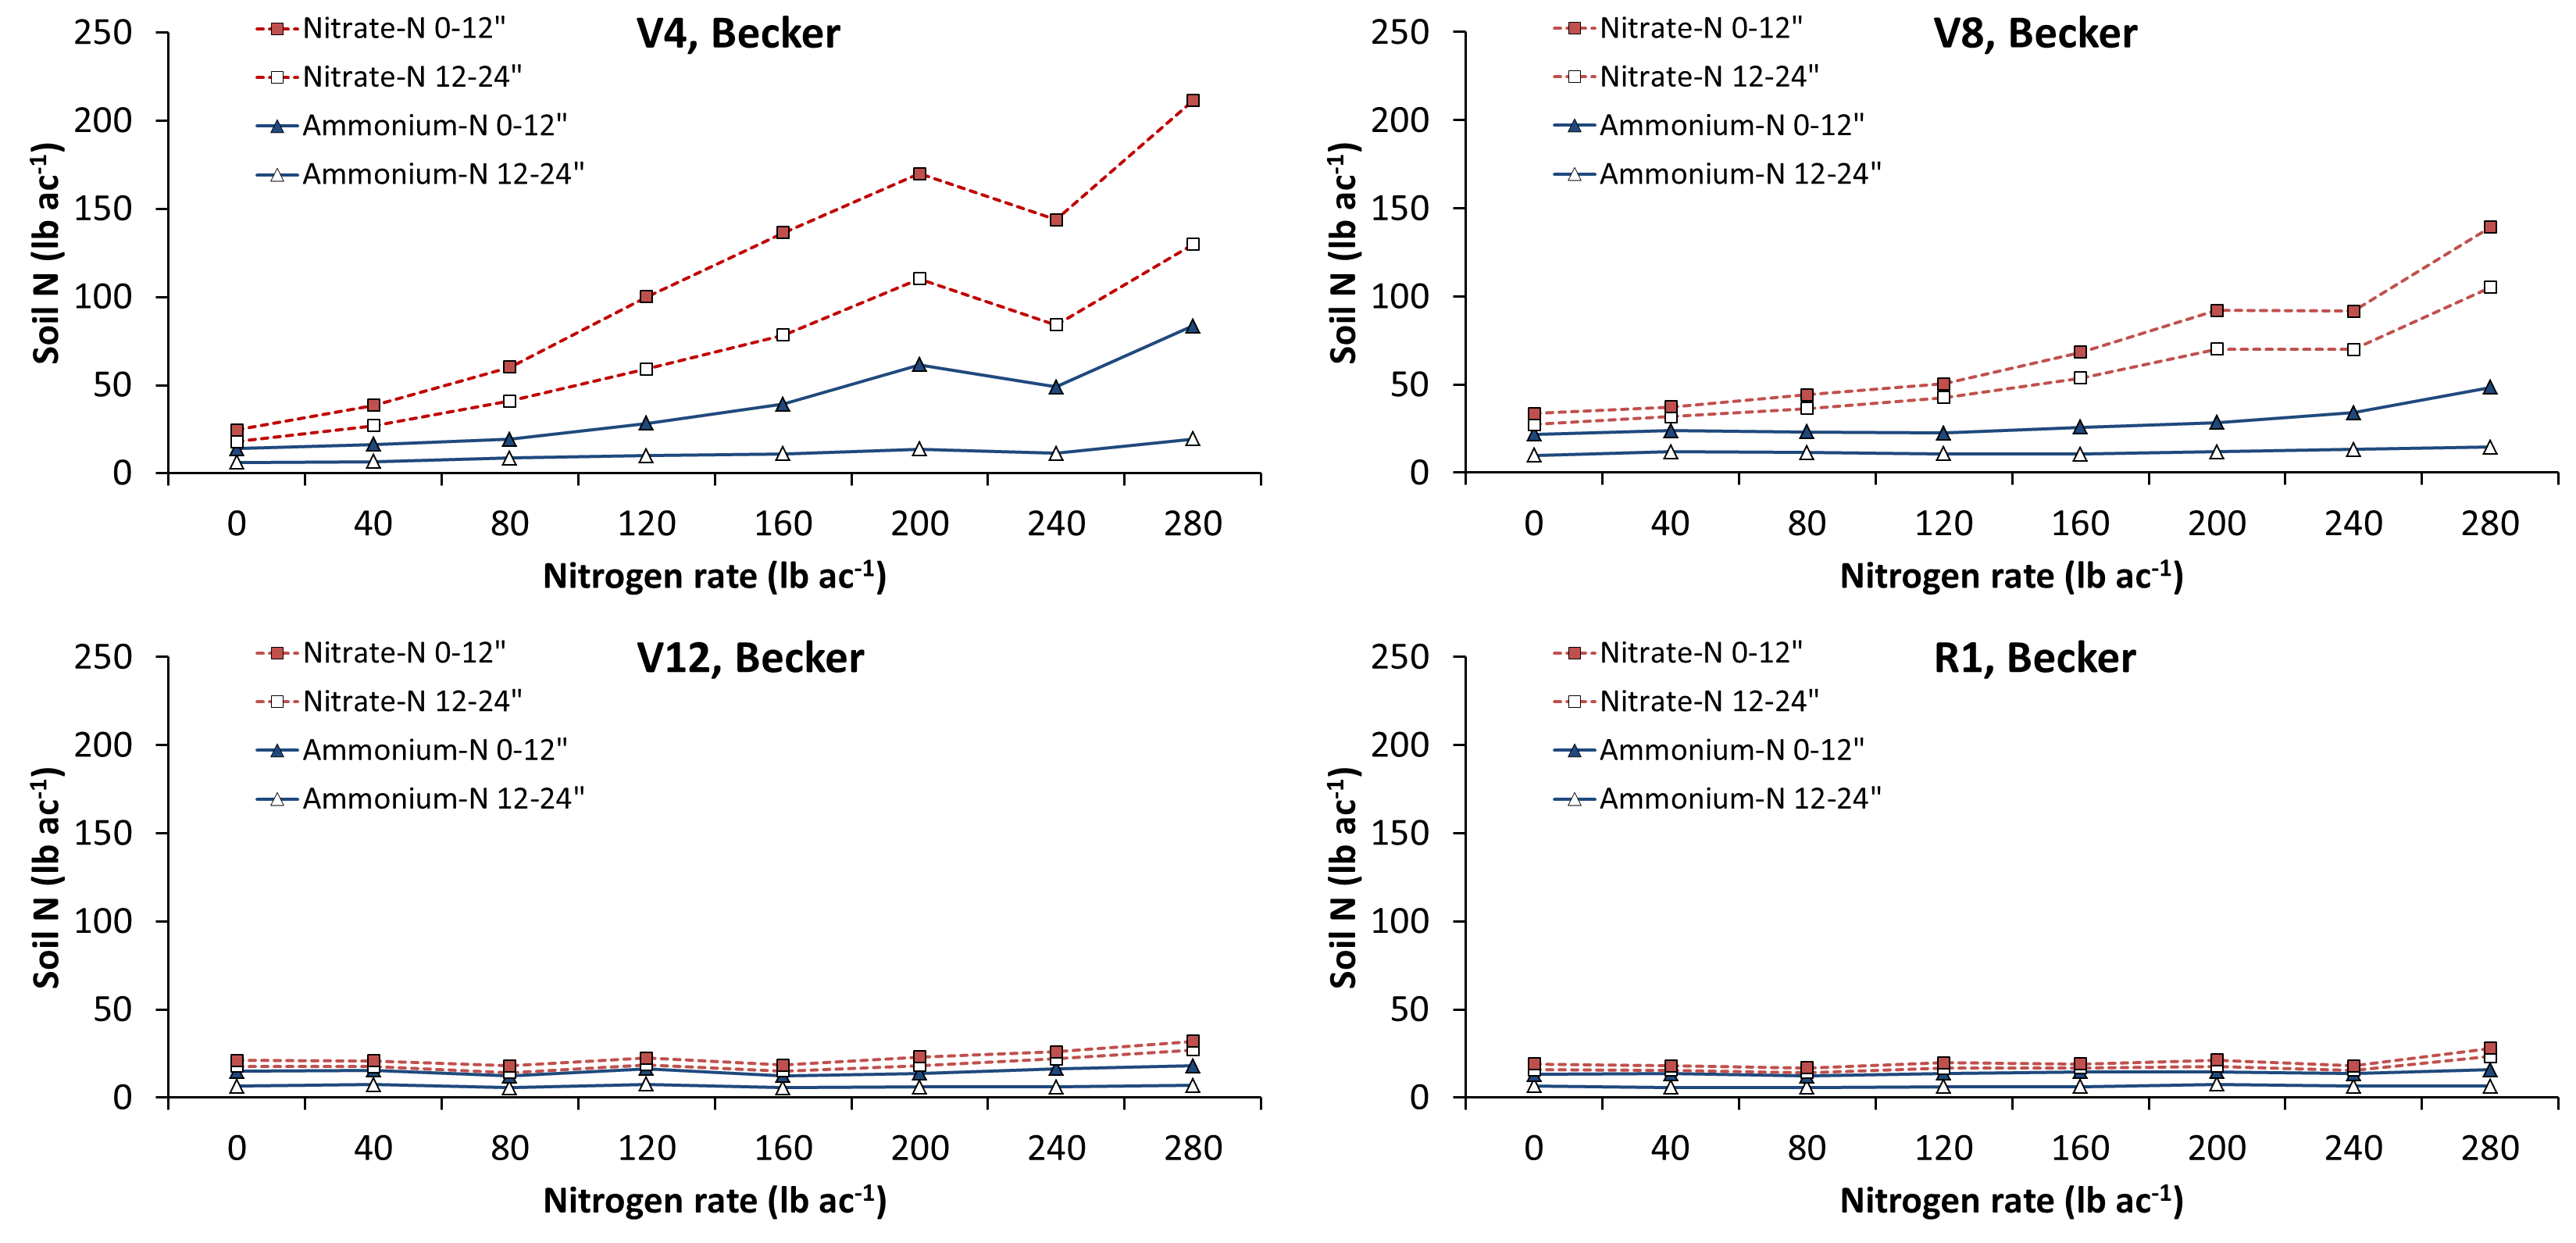 V4, Becker
Nitrate-N 0-12"
Nitrate-N 12-24"
Ammonium-N 0-12"
Ammonium-N 12-24"
250
200
150
100
50
0
Soil N (lb ac⁻¹)
0 40 80 120 160 200 240 280
Nitrogen rate (lb ac⁻¹)
V8, Becker
Nitrate-N 0-12"
Nitrate-N 12-24"
Ammonium-N 0-12"
Ammonium-N 12-24"
250
200
150
100
50
0
Soil N (lb ac⁻¹)
0 40 80 120 160 200 240 280
Nitrogen rate (lb ac⁻¹)
V12, Becker
Nitrate-N 0-12"
Nitrate-N 12-24"
Ammonium-N 0-12"
Ammonium-N 12-24"
250
200
150
100
50
0
Soil N (lb ac⁻¹)
0 40 80 120 160 200 240 280
Nitrogen rate (lb ac⁻¹)
R1, Becker
Nitrate-N 0-12"
Nitrate-N 12-24"
Ammonium-N 0-12"
Ammonium-N 12-24"
250
200
150
100
50
0
Soil N (lb ac⁻¹)
0 40 80 120 160 200 240 280
Nitrogen rate (lb ac⁻¹)